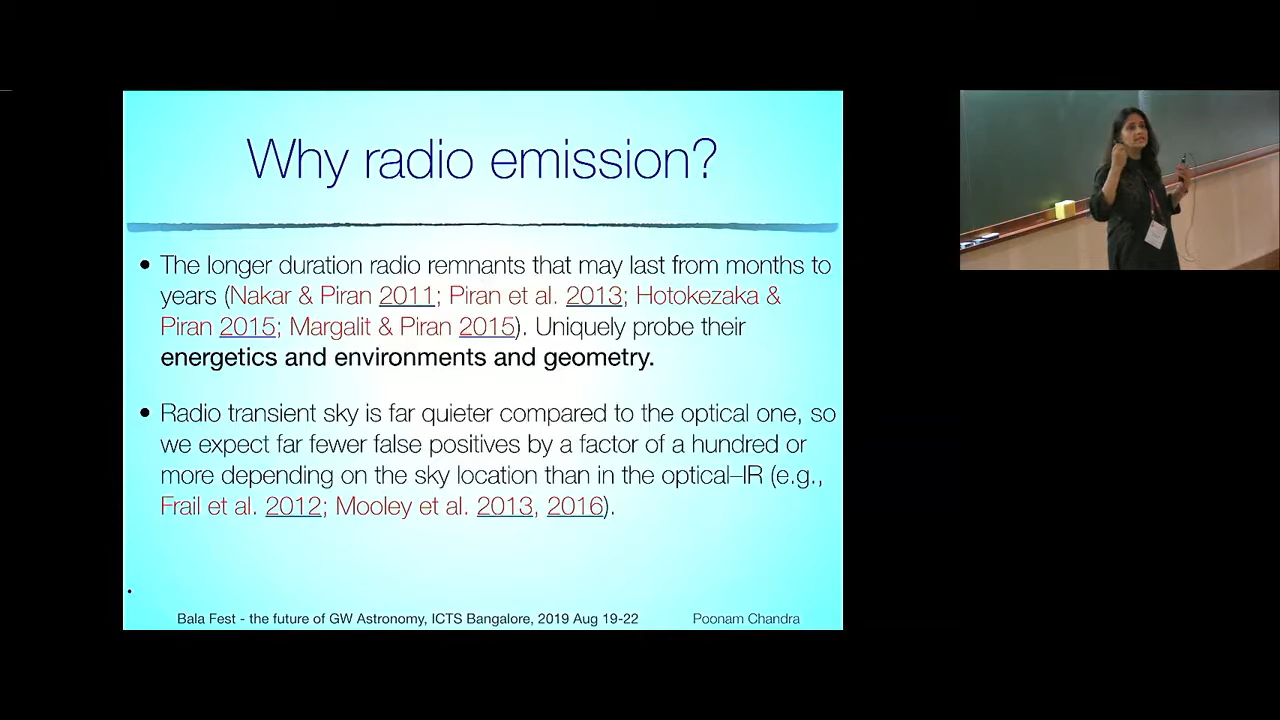 Why radio emission?
• The longer duration radio remnants that may last from months to
years (Nakar & Piran 2011; Piran et al. 2013; Hotokezaka &
Piran 2015; Margalit & Piran 2015). Uniquely probe their
energetics and environments and geometry.
• Radio transient sky is far quieter compared to the optical one, so
we expect far fewer false positives by a factor of a hundred or
more depending on the sky location than in the optical–IR (e.g.,
Frail et al. 2012; Mooley et al. 2013, 2016).
Bala Fest - the future of GW Astronomy, ICTS Bangalore, 2019 Aug 19-22 Poonam Chandra